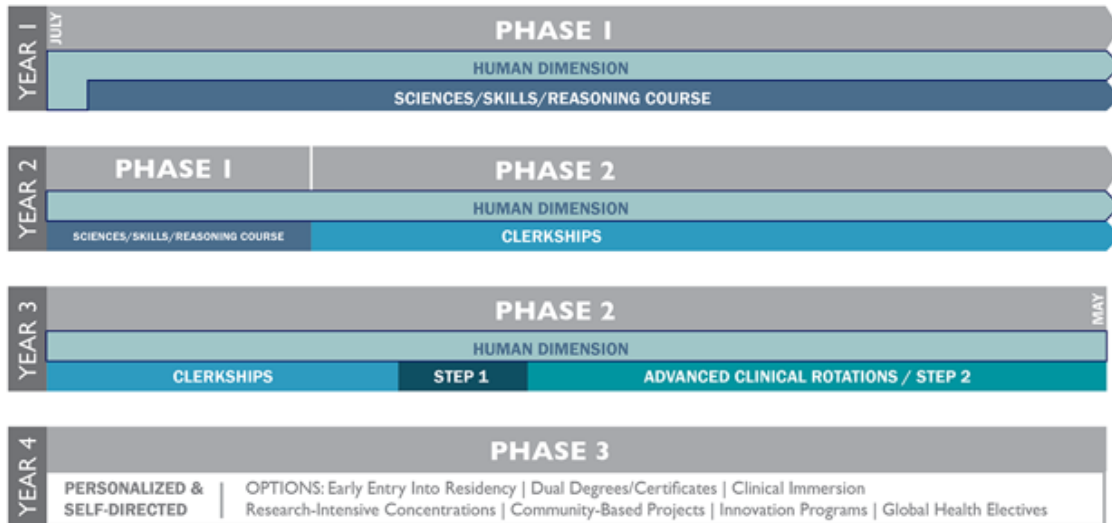 YEAR 1
JULY
PHASE I
HUMAN DIMENSION
SCIENCES/SKILLS/REASONING COURSE
YEAR 2
PHASE I
PHASE 2
HUMAN DIMENSION
SCIENCES/SKILLS/REASONING COURSE
CLERKSHIPS
YEAR 3
PHASE 2
MAY
HUMAN DIMENSION
CLERKSHIPS
STEP 1
ADVANCED CLINICAL ROTATIONS / STEP 2
YEAR 4
PHASE 3
PERSONALIZED &
SELF-DIRECTED
OPTIONS: Early Entry Into Residency | Dual Degrees/Certificates | Clinical Immersion
Research-Intensive Concentrations | Community-Based Projects | Innovation Programs | Global Health Electives